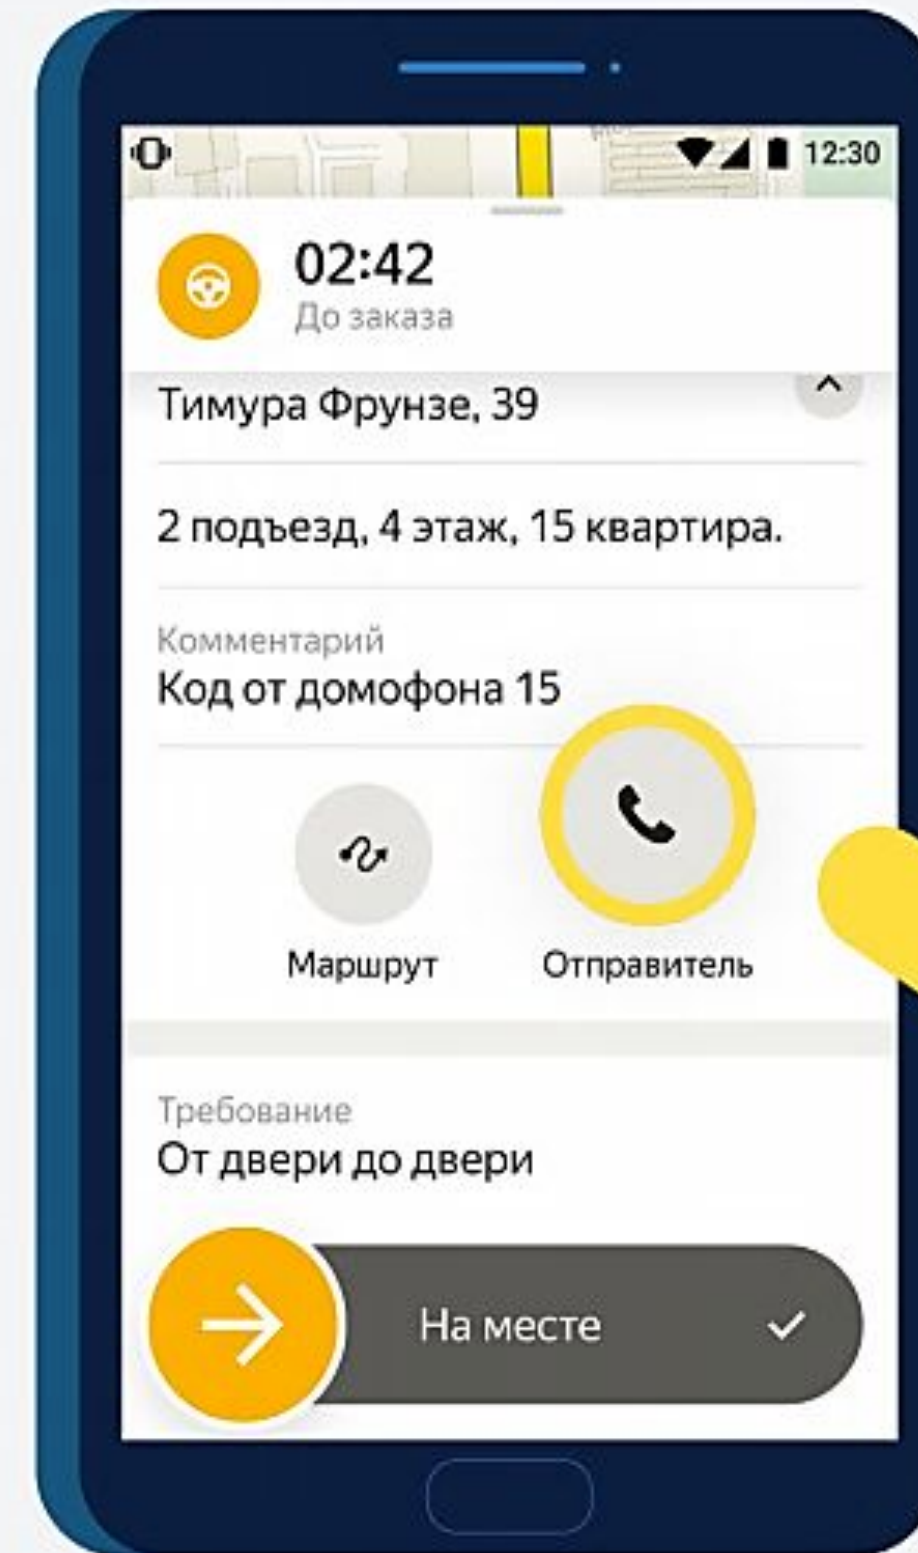 12:30
02:42
До заказа
Тимура Фрунзе, 39
2 подъезд, 4 этаж, 15 квартира.
Комментарий
Код от домофона 15
Маршрут Отправитель
Требование
От двери до двери
На месте